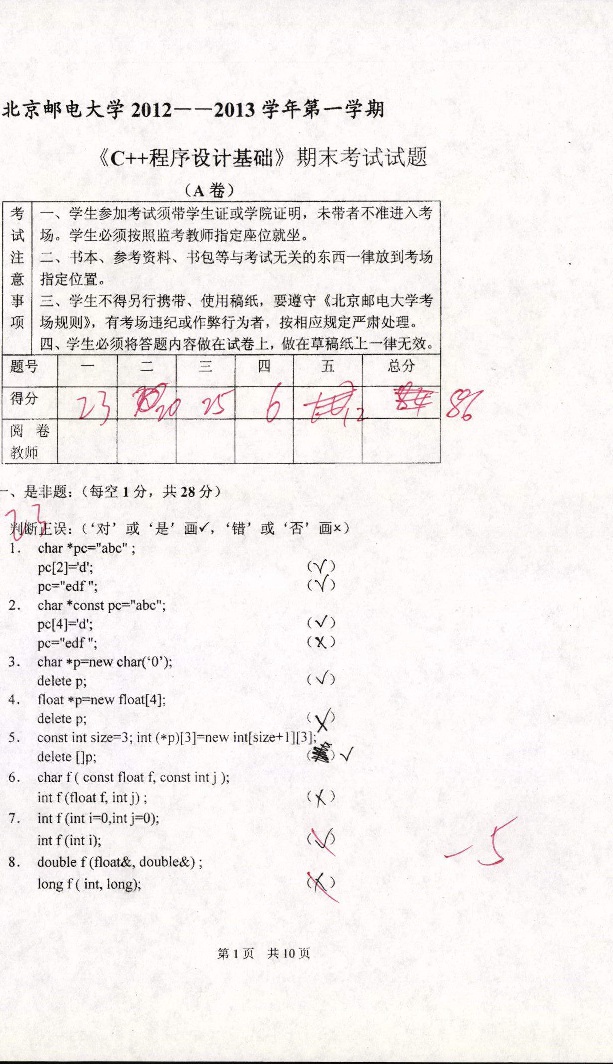 北京邮电大学 2012——2013 学年第一学期
《C++程序设计基础》期末考试试题
（A 卷）
考试注意事项
一、学生参加考试须带学生证或学院证明，未带者不准进入考
场。学生必须按照监考教师指定座位就坐。
二、书本、参考资料、书包等与考试无关的东西一律放到考场
指定位置。
三、学生不得另行携带、使用稿纸，要遵守《北京邮电大学考
场规则》，有考场违纪或作弊行为者，按相应规定严肃处理。
四、学生必须将答题内容做在试卷上，做在草稿纸上一律无效。
题号 一 二 三 四 五 总分
得分 23 20 25 6 12 86
阅卷
教师
一、是非题：（每空 1 分，共 28 分）
23
判断正误：（‘对’或‘是’画✓，‘错’或‘否’画×）
1. char *pc="abc" ;
pc[2]='d'; (✓)
pc="edf "; (✓)
2. char *const pc="abc";
pc[4]='d'; (✓)
pc="edf "; (×)
3. char *p=new char(‘0’);
delete p; (✓)
4. float *p=new float[4];
delete p; (×)
5. const int size=3; int (*p)[3]=new int[size+1][3];
delete []p; ( ) ✓
6. char f ( const float f, const int j );
int f (float f, int j) ; (×)
7. int f (int i=0,int j=0);
int f (int i); (✓)
-5
8. double f (float&, double&) ;
long f ( int, long); (×)
第 1 页 共 10 页